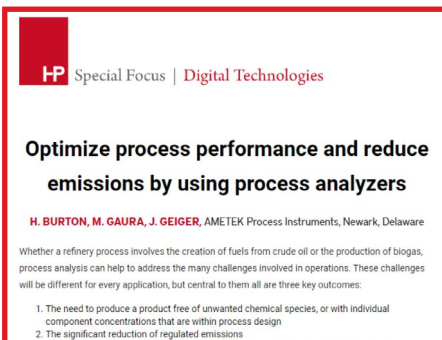 HP Special Focus | Digital Technologies
Optimize process performance and reduce
emissions by using process analyzers
H. BURTON, M. GAURA, J. GEIGER, AMETEK Process Instruments, Newark, Delaware
Whether a refinery process involves the creation of fuels from crude oil or the production of biogas,
process analysis can help to address the many challenges involved in operations. These challenges
will be different for every application, but central to them all are three key outcomes:
1. The need to produce a product free of unwanted chemical species, or with individual
component concentrations that are within process design
2. The significant reduction of regulated emissions